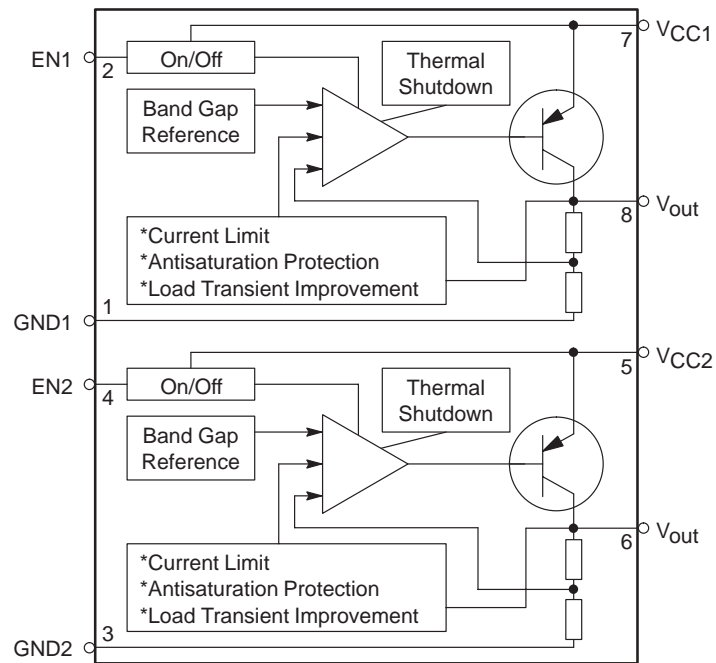 VCC1
7
EN1
2
On/Off
Thermal
Shutdown
Band Gap
Reference
Vout
8
*Current Limit
*Antisaturation Protection
*Load Transient Improvement
1
GND1
VCC2
5
EN2
4
On/Off
Thermal
Shutdown
Band Gap
Reference
Vout
6
*Current Limit
*Antisaturation Protection
*Load Transient Improvement
3
GND2